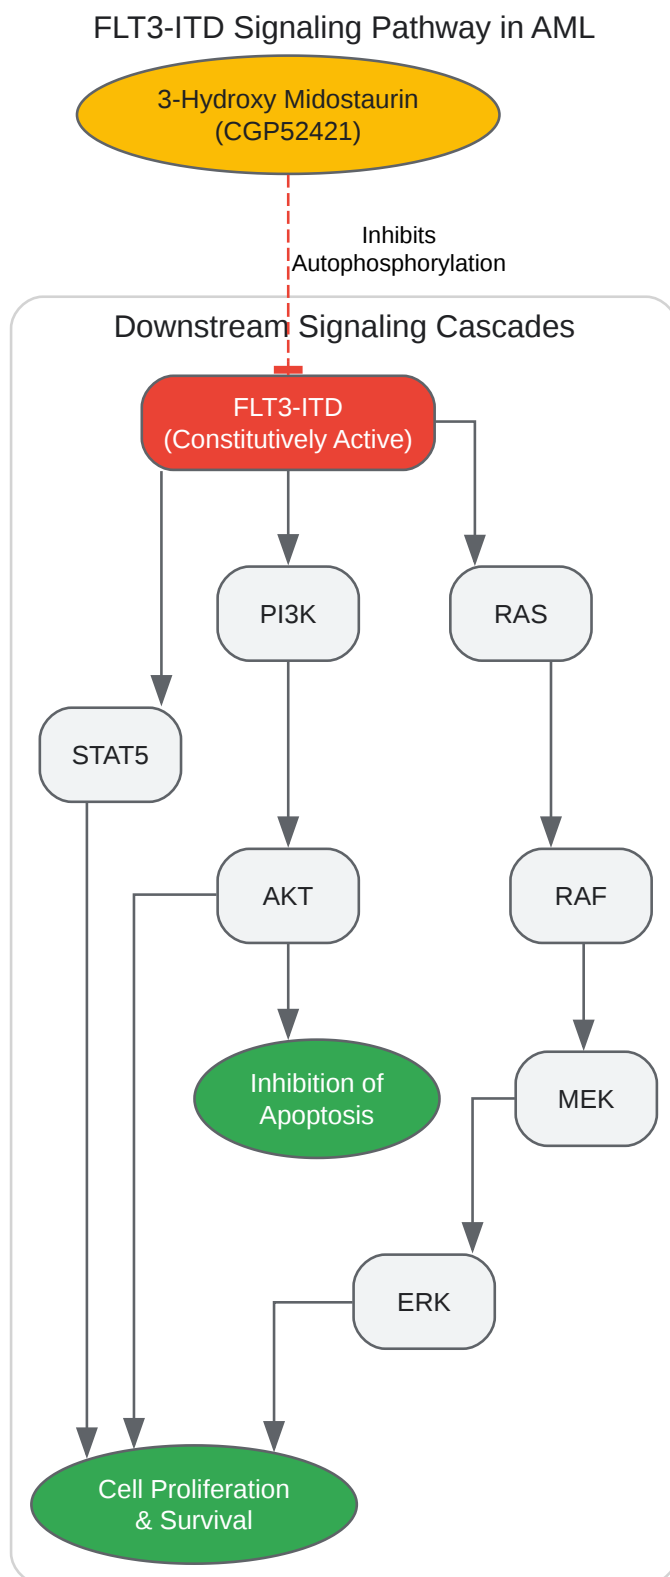 FLT3-ITD Signaling Pathway in AML
3-Hydroxy Midostaurin
(CGP52421)
Inhibits
Autophosphorylation
Downstream Signaling Cascades
FLT3-ITD
(Constitutively Active)
PI3K
RAS
STAT5
AKT
RAF
Inhibition of
Apoptosis
MEK
ERK
Cell Proliferation
& Survival